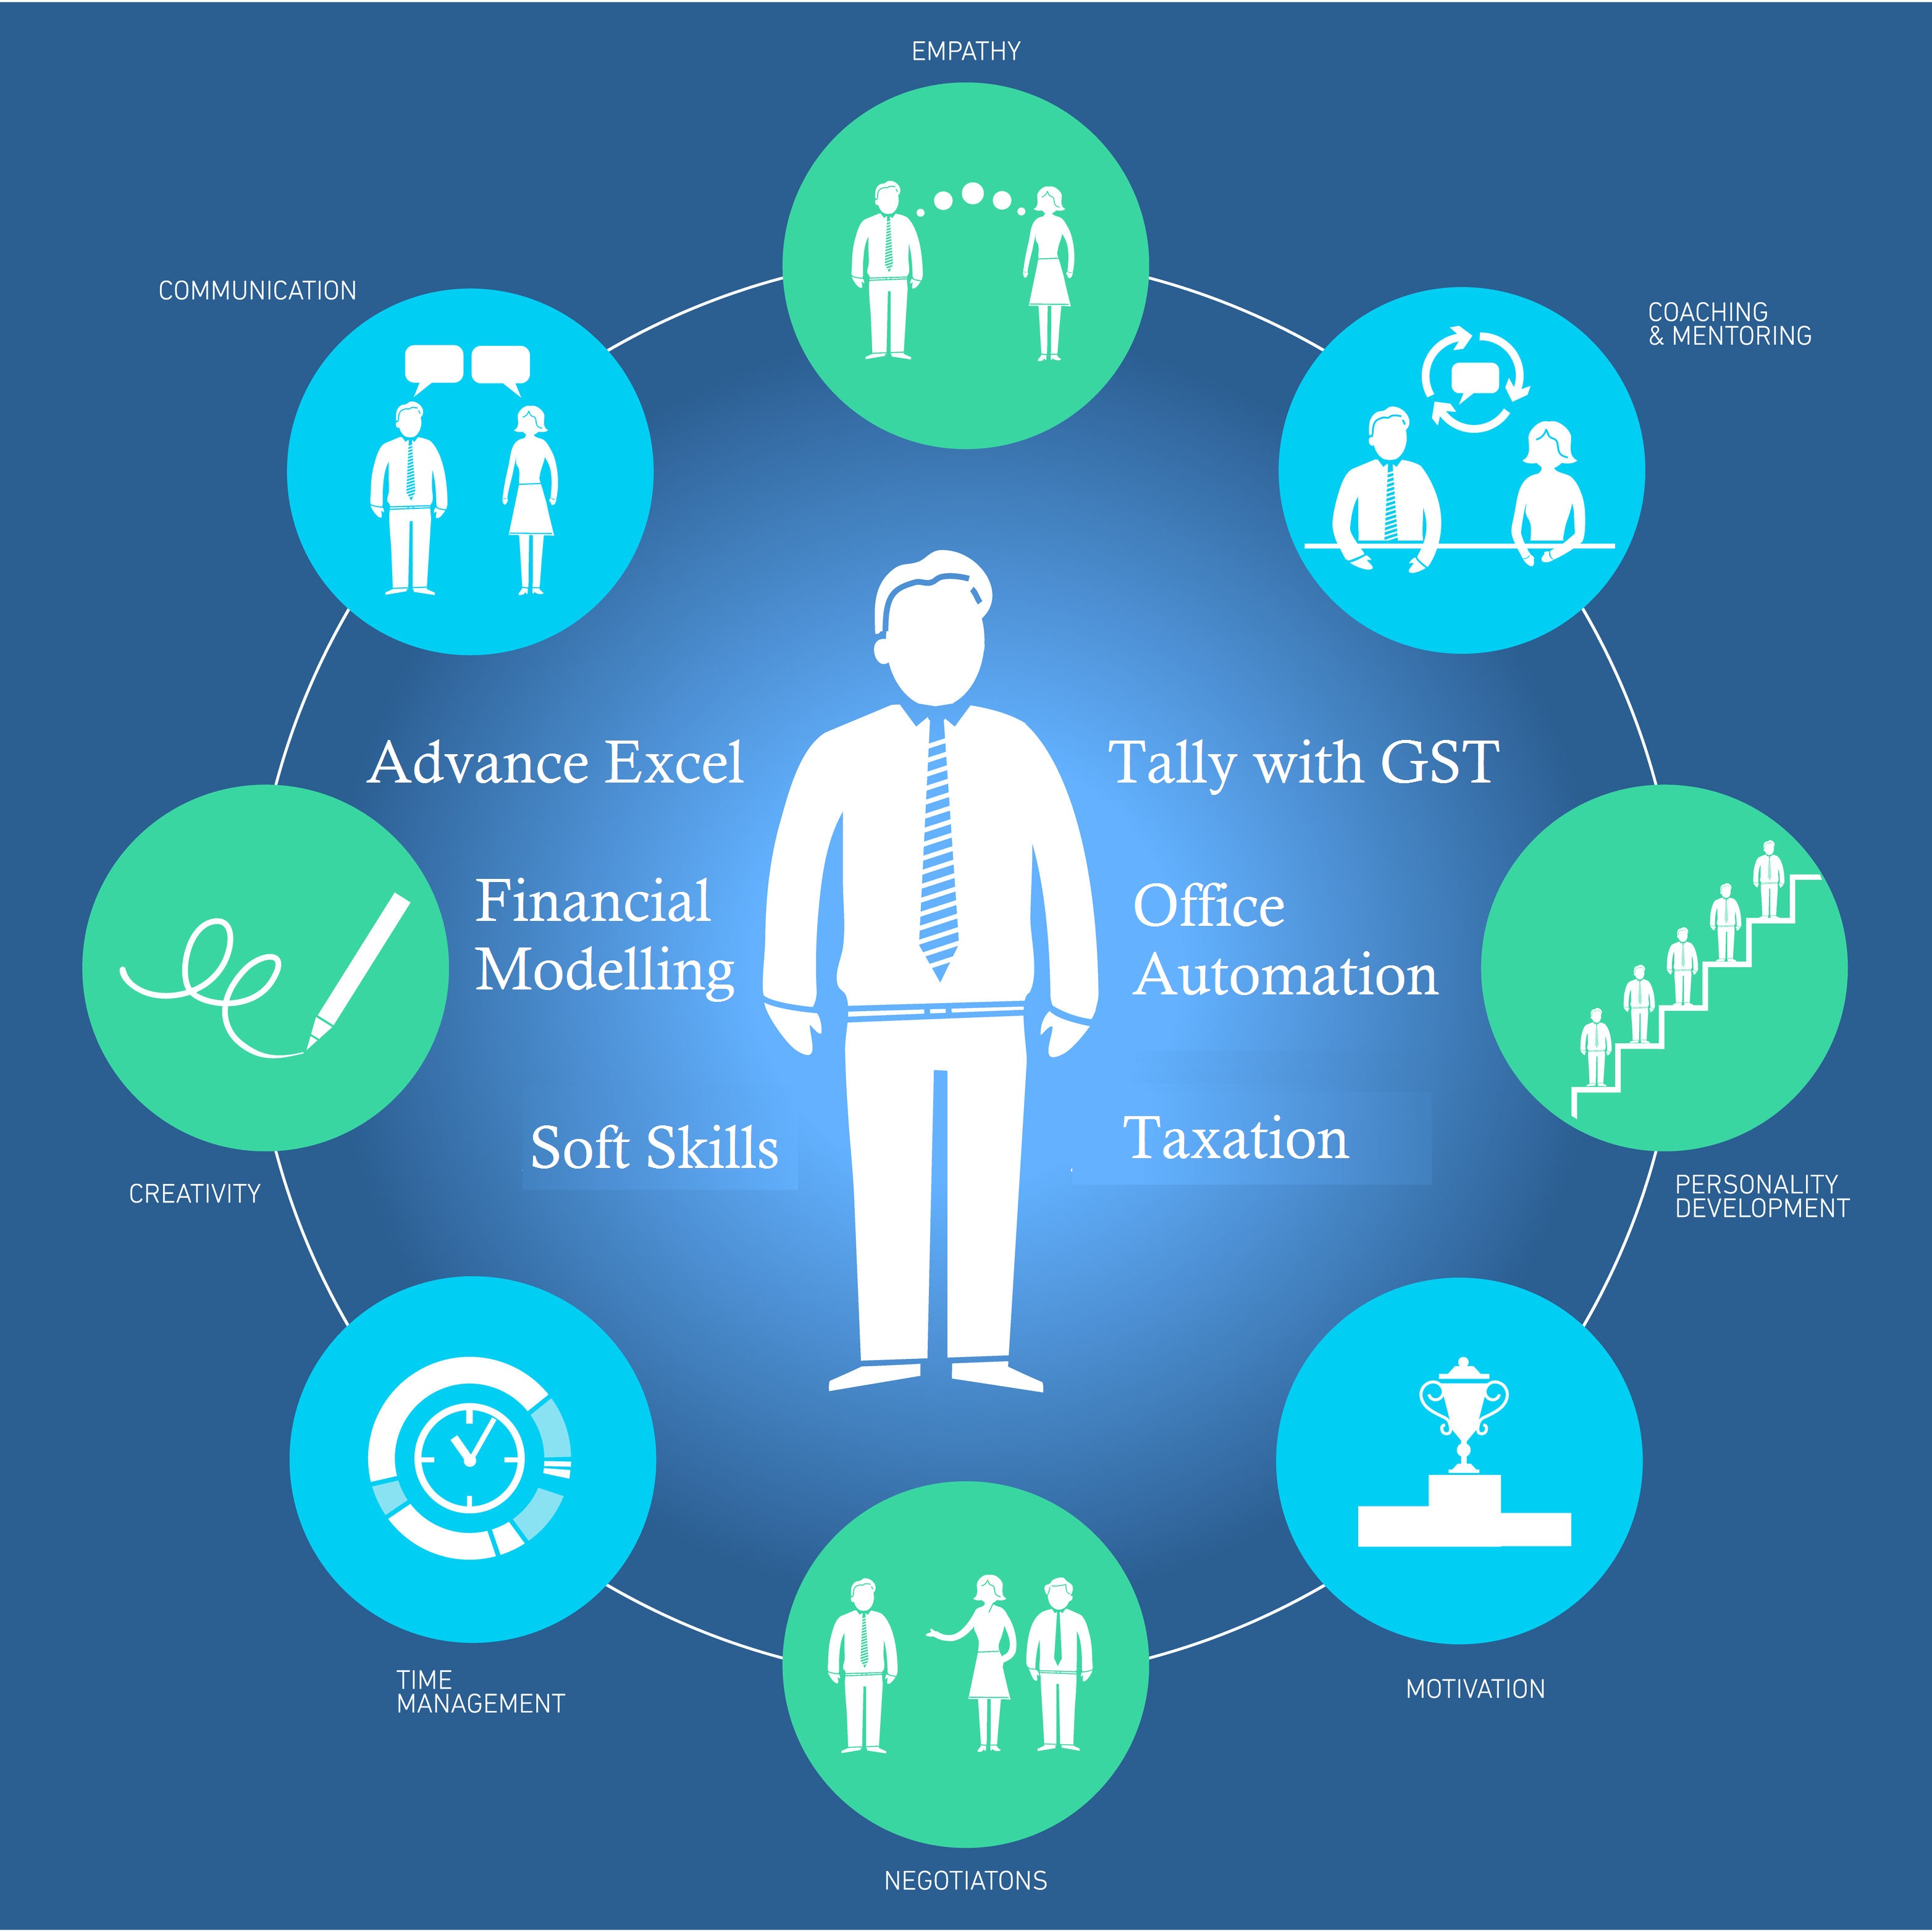 EMPATHY
COMMUNICATION
COACHING
& MENTORING
Advance Excel
Tally with GST
Financial
Modelling
Office
Automation
Soft Skills
Taxation
CREATIVITY
PERSONALITY
DEVELOPMENT
TIME
MANAGEMENT
MOTIVATION
NEGOTIATONS